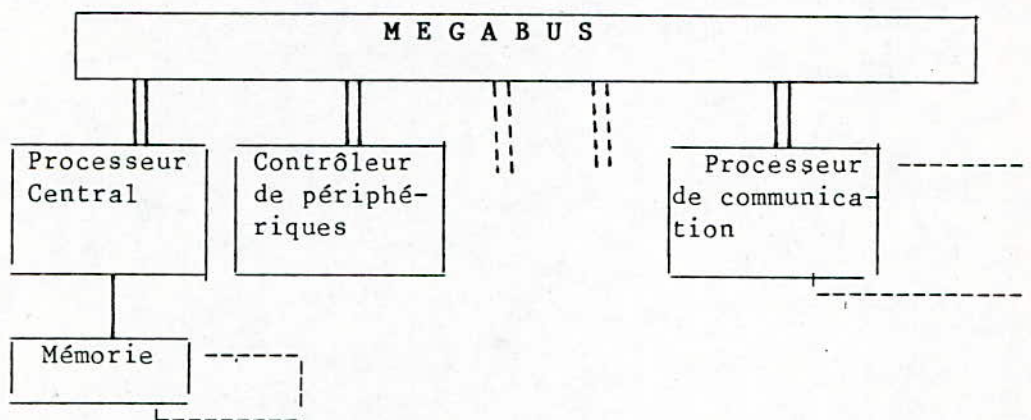 M E G A B U S
Processeur
Central
Contrôleur
de périphé-
riques
Processeur
de communica-
tion
Mémorie